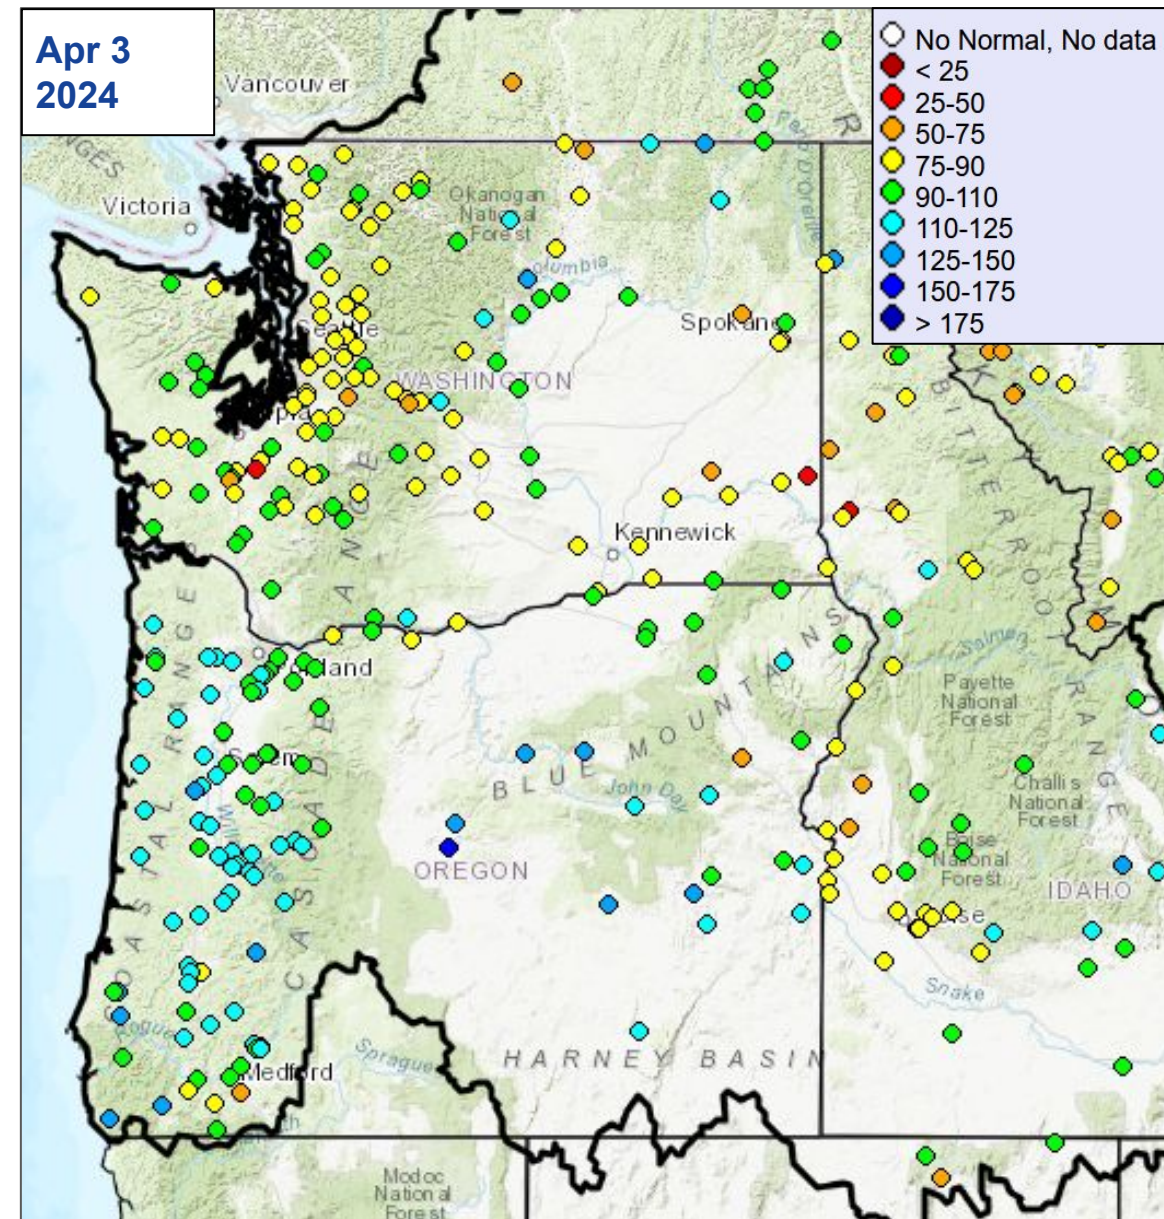 Apr 3
2024
No Normal, No data
< 25
25-50
50-75
75-90
90-110
110-125
125-150
150-175
> 175
Vancouver
Victoria
Okanogan
National
Forest
Columbia
Spokane
Seattle
WASHINGTON
BITTERROOT RANGE
Kennewick
Portland
Salmon
Payette
National
Forest
Salem
BLUE MOUNTAINS
John Day
Challis
National
Forest
Boise
National
Forest
OREGON
IDAHO
COASTAL RANGE
CASCADE RANGE
Boise
Snake
Rogue
Sprague
HARNEY BASIN
Medford
Modoc
National
Forest